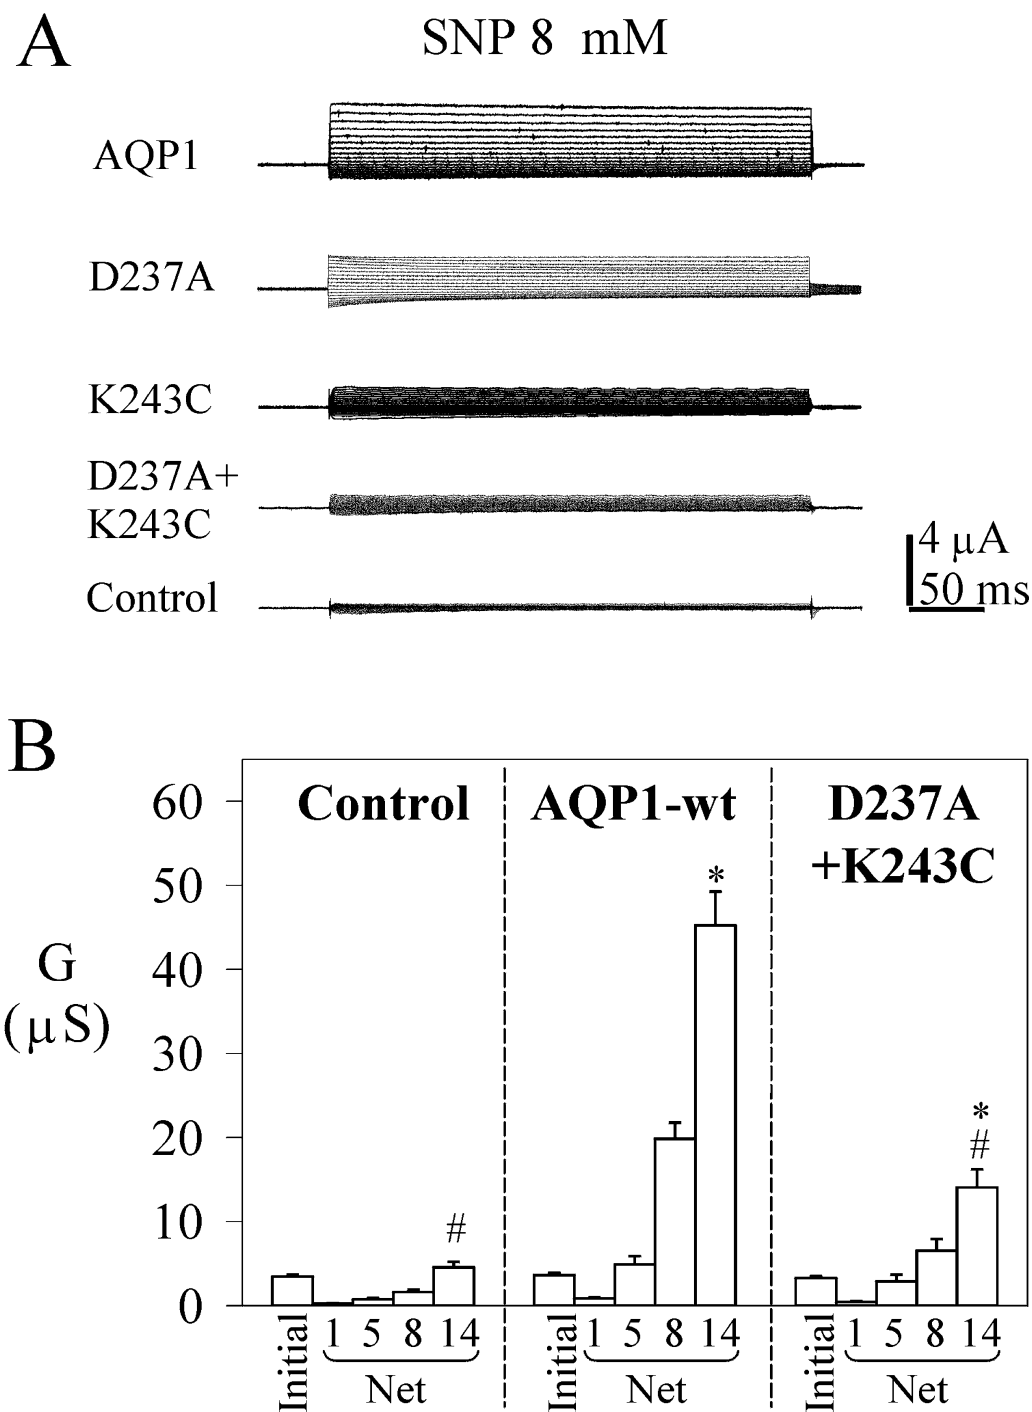 A
SNP 8 mM
AQP1
D237A
K243C
D237A+
K243C
Control
4 μA
50 ms
B
Control
AQP1-wt
D237A
+K243C
G
(μS)
60
50
40
30
20
10
0
#
*
*
#
Initial 1 5 8 14
Net
Initial 1 5 8 14
Net
Initial 1 5 8 14
Net